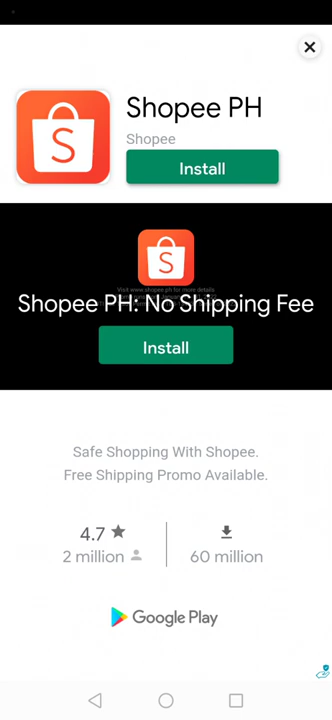 Shopee PH
Shopee
Install
Visit www.shopee.ph for more details
Shopee PH: No Shipping Fee
Install
Safe Shopping With Shopee.
Free Shipping Promo Available.
4.7 ★
2 million
60 million
Google Play